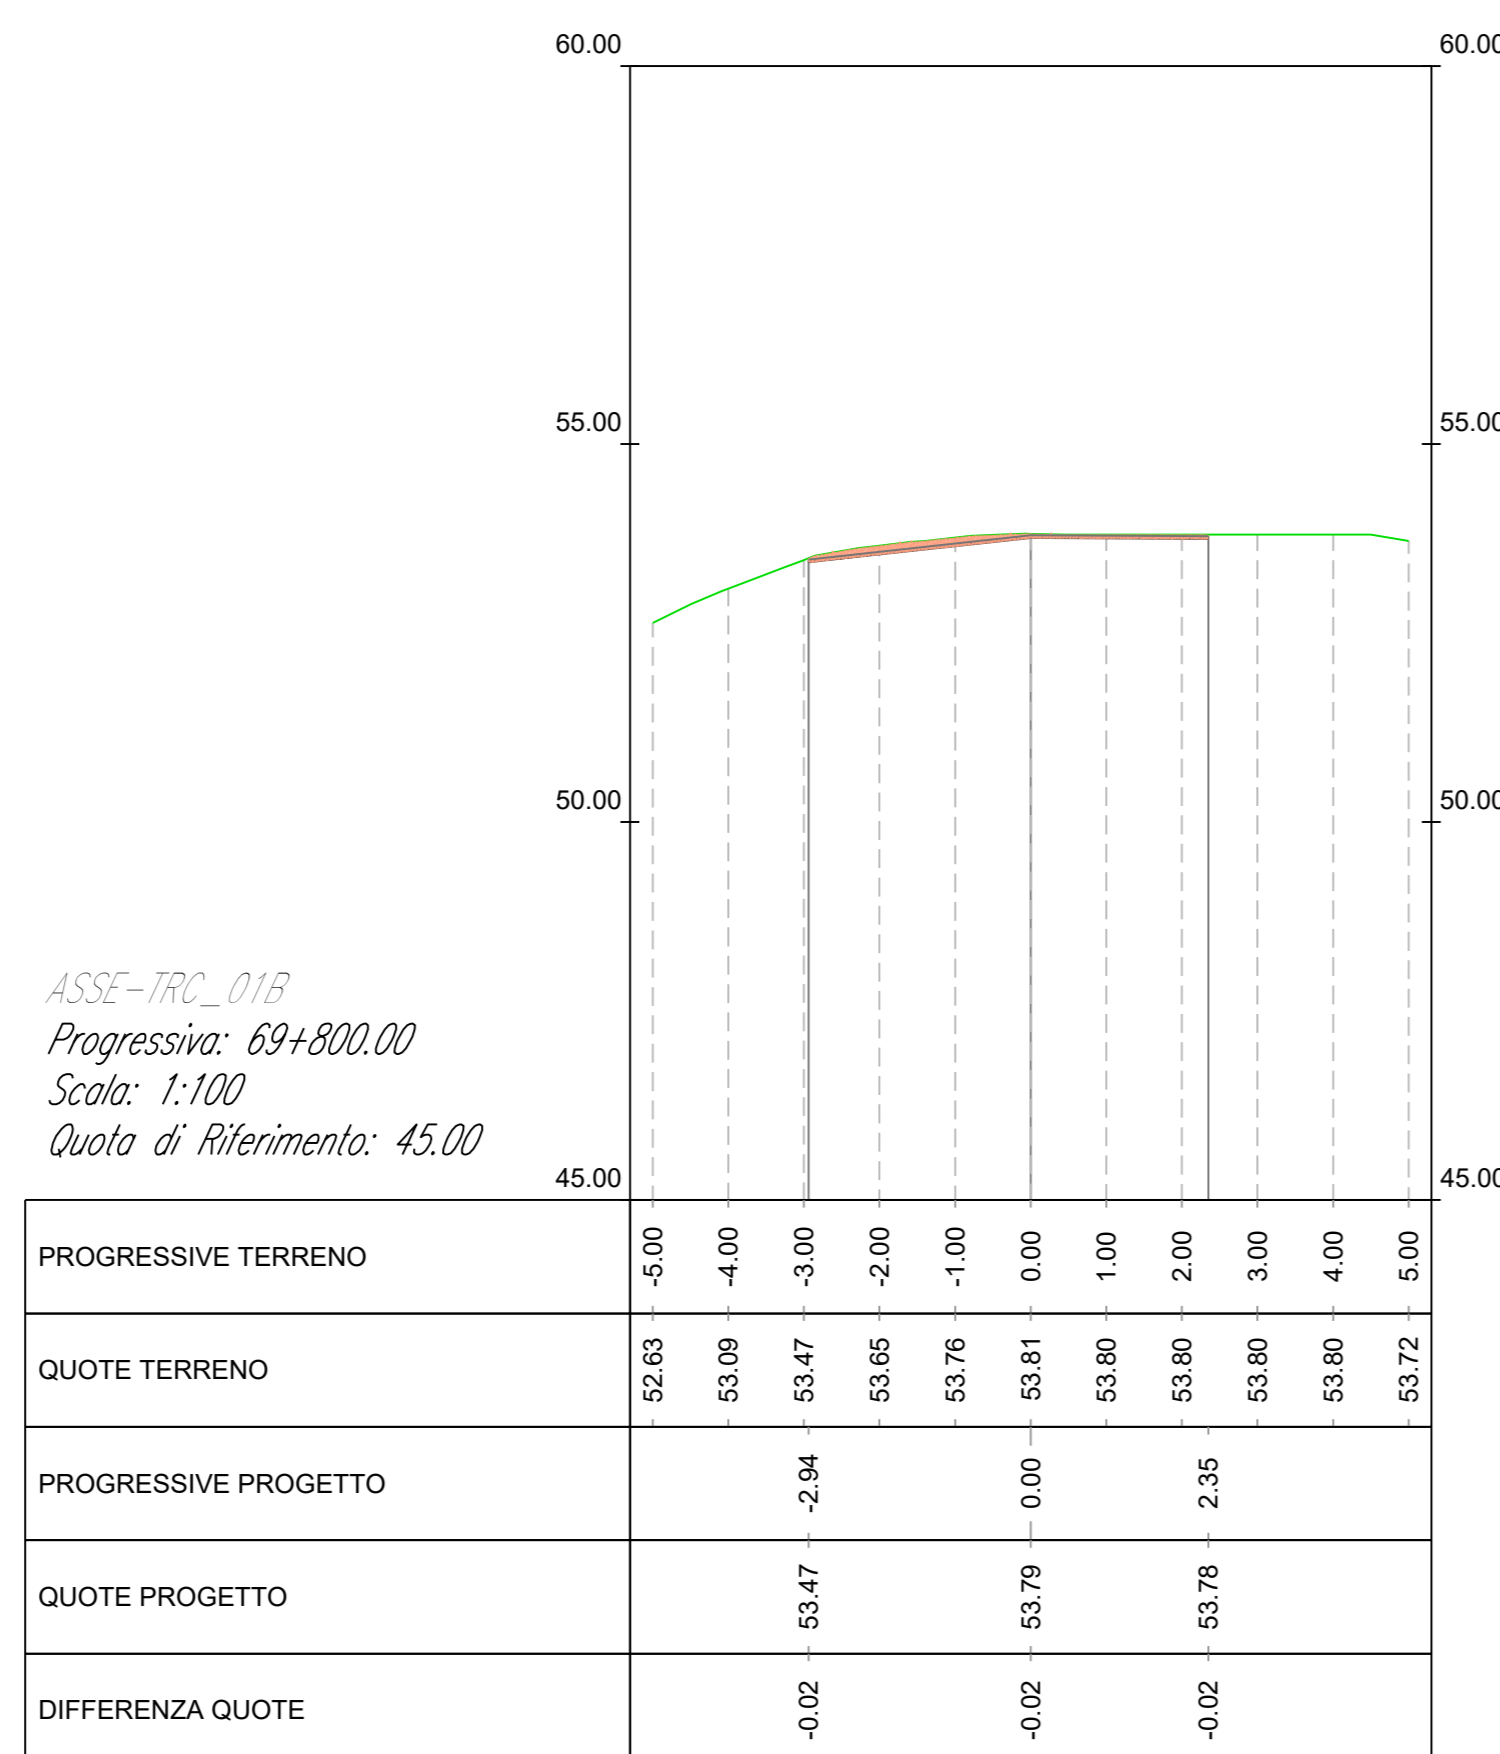 60.00 60.00
55.00 55.00
50.00 50.00
ASSE-TRC_01B
Progressiva: 69+800.00
Scala: 1:100
Quota di Riferimento: 45.00
45.00 45.00
PROGRESSIVE TERRENO -5.00 -4.00 -3.00 -2.00 -1.00 0.00 1.00 2.00 3.00 4.00 5.00
QUOTE TERRENO 52.63 53.09 53.47 53.65 53.76 53.81 53.80 53.80 53.80 53.80 53.72
PROGRESSIVE PROGETTO -2.94 0.00 2.35
QUOTE PROGETTO 53.47 53.79 53.78
DIFFERENZA QUOTE -0.02 -0.02 -0.02